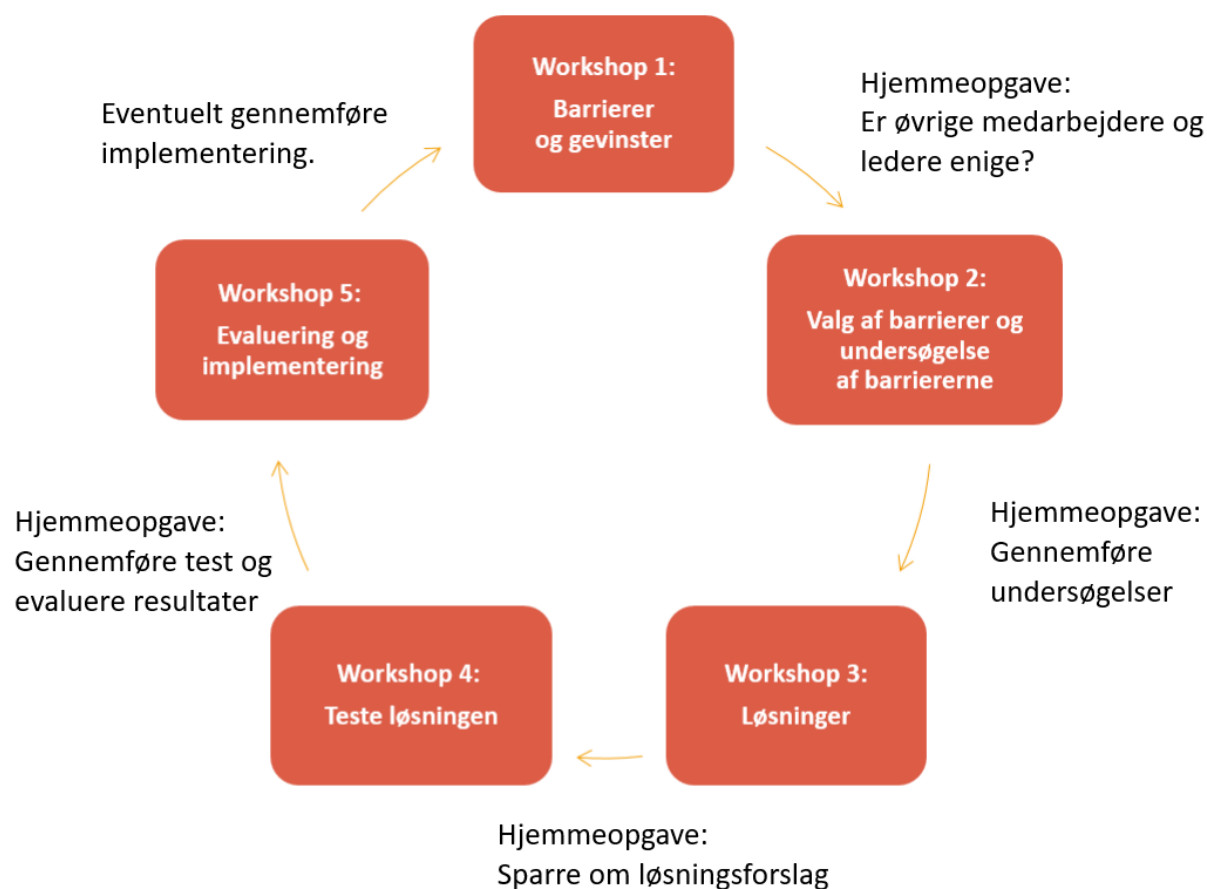 Workshop 1:
Barrierer
og gevinster
Hjemmeopgave:
Er øvrige medarbejdere og
ledere enige?
Workshop 2:
Valg af barrierer og
undersøgelse
af barriererne
Hjemmeopgave:
Gennemføre
undersøgelser
Workshop 3:
Løsninger
Hjemmeopgave:
Sparre om løsningsforslag
Workshop 4:
Teste løsningen
Hjemmeopgave:
Gennemføre test og
evaluere resultater
Workshop 5:
Evaluering og
implementering
Eventuelt gennemføre
implementering.